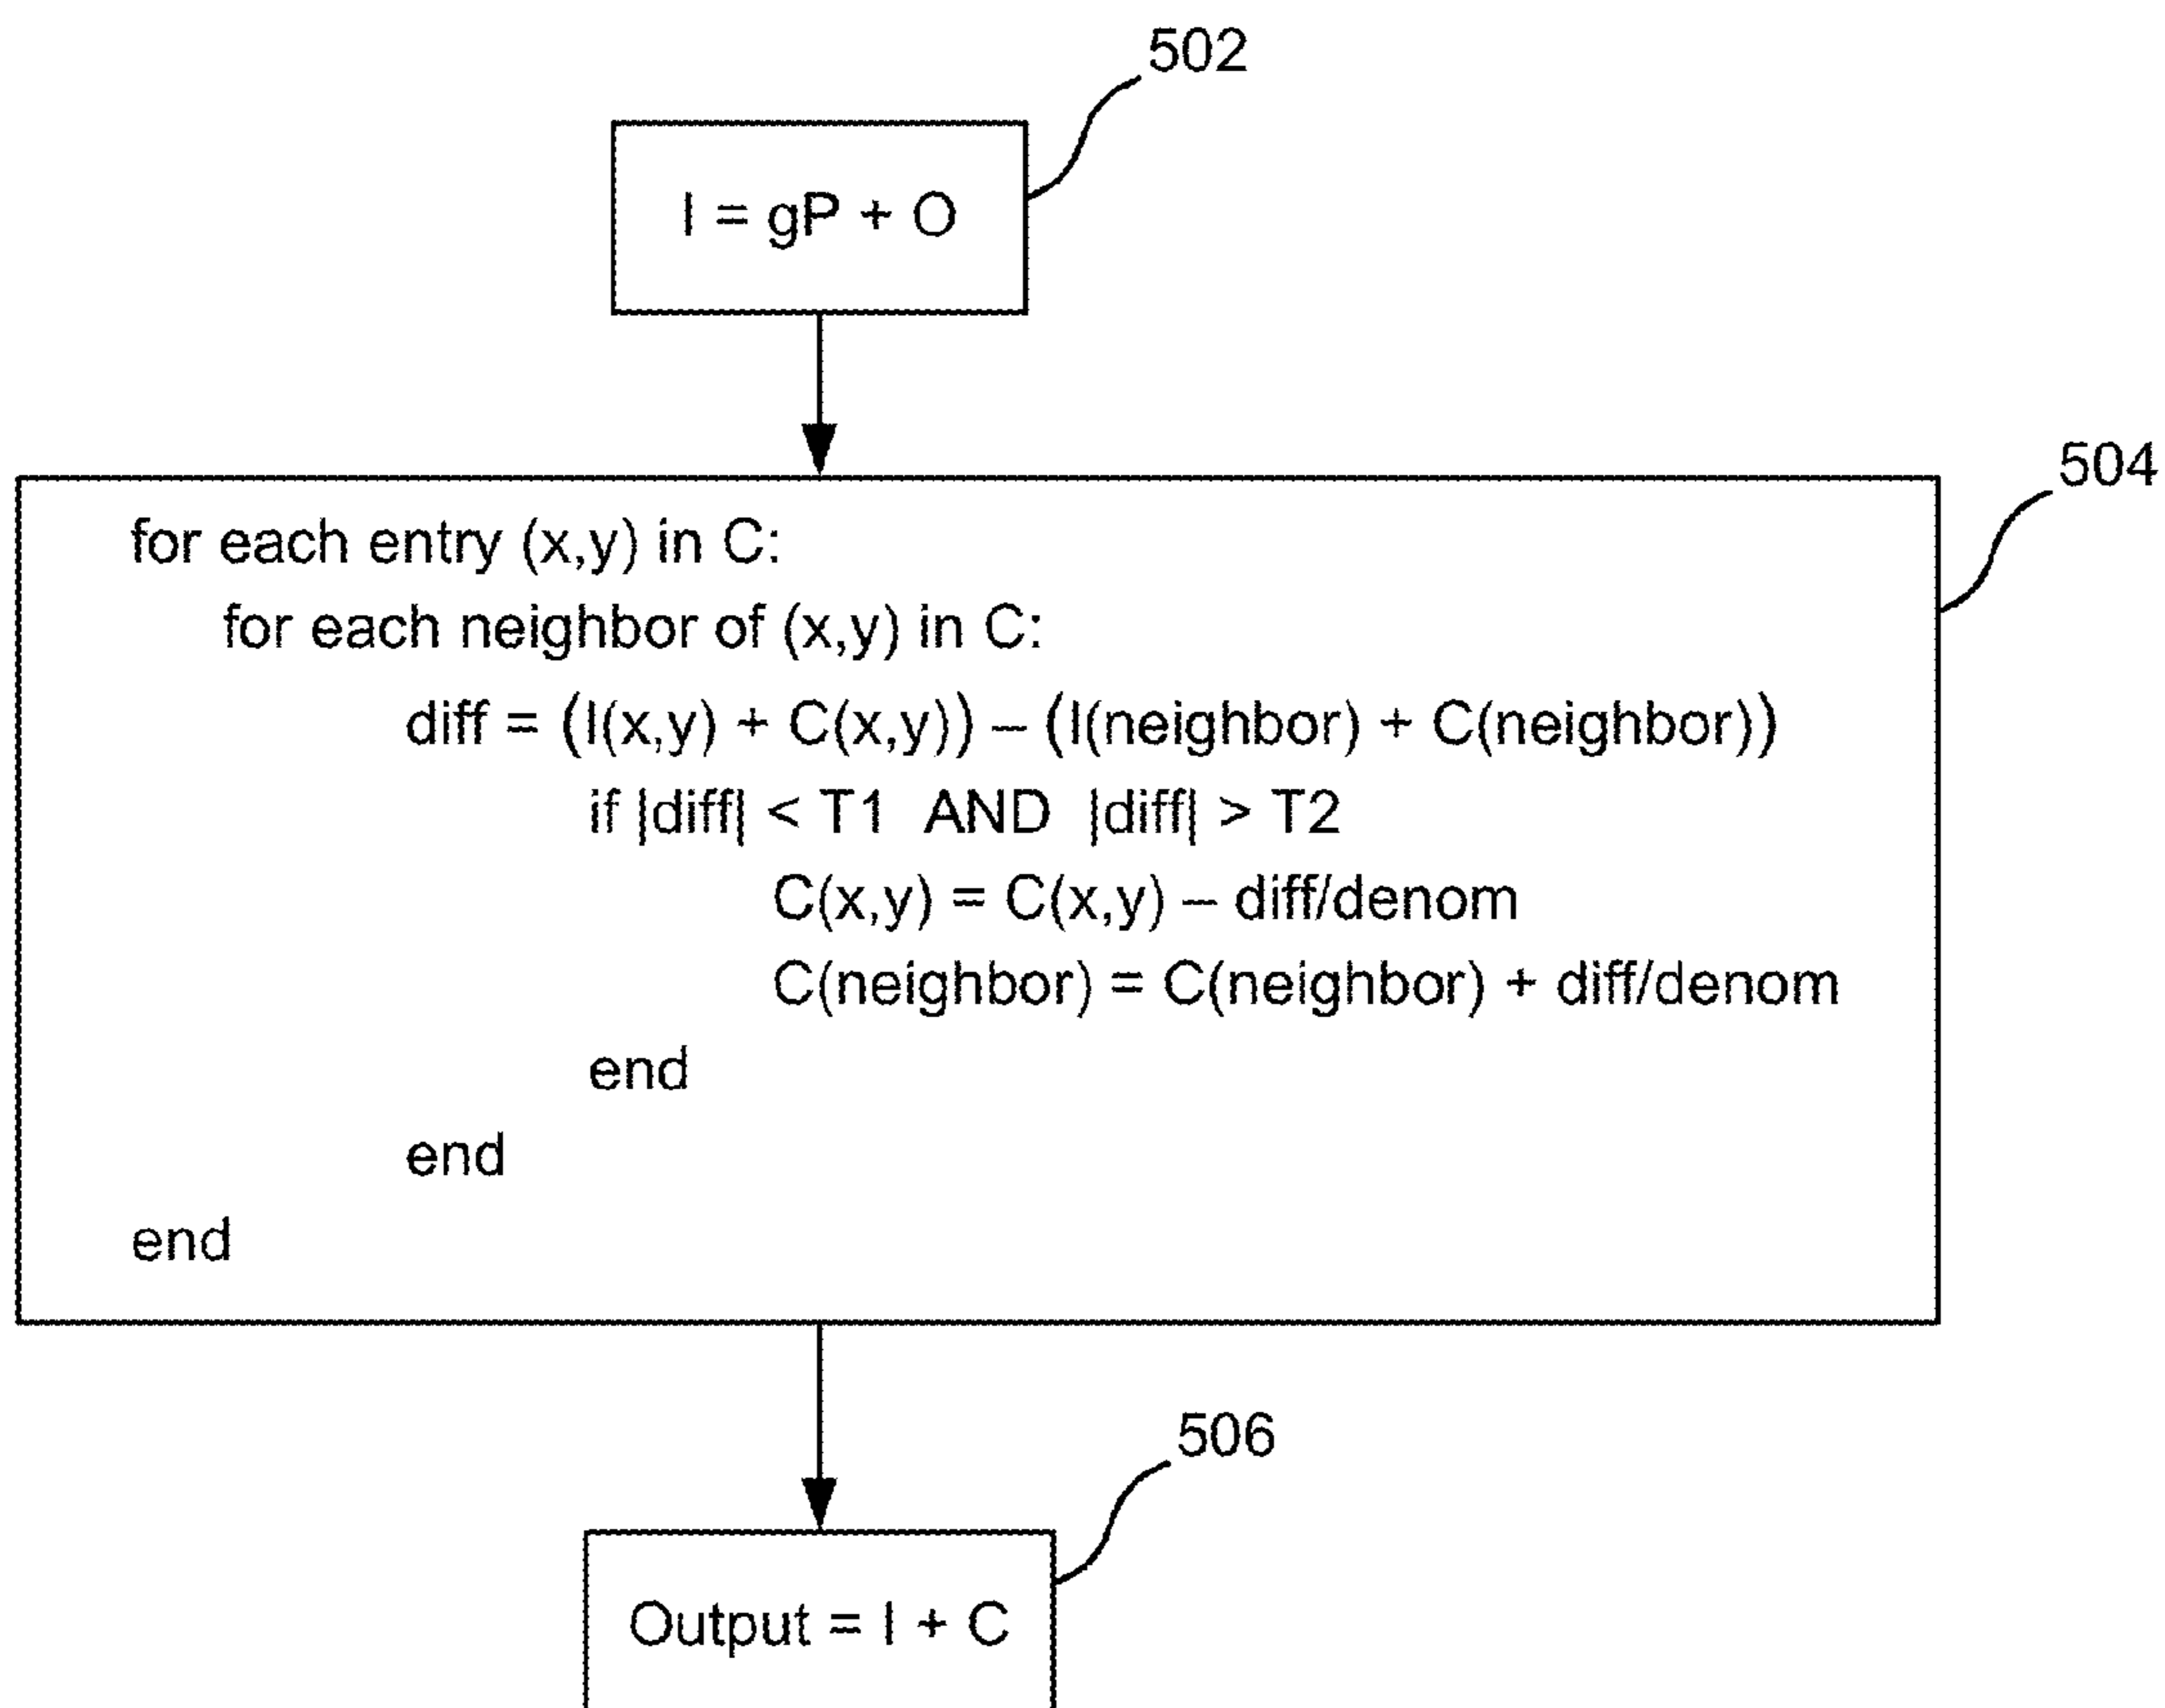 502
I = gP + O
504
for each entry (x,y) in C:
for each neighbor of (x,y) in C:
diff = (I(x,y) + C(x,y)) – (I(neighbor) + C(neighbor))
if |diff| < T1 AND |diff| > T2
C(x,y) = C(x,y) – diff/denom
C(neighbor) = C(neighbor) + diff/denom
end
end
end
506
Output = I + C